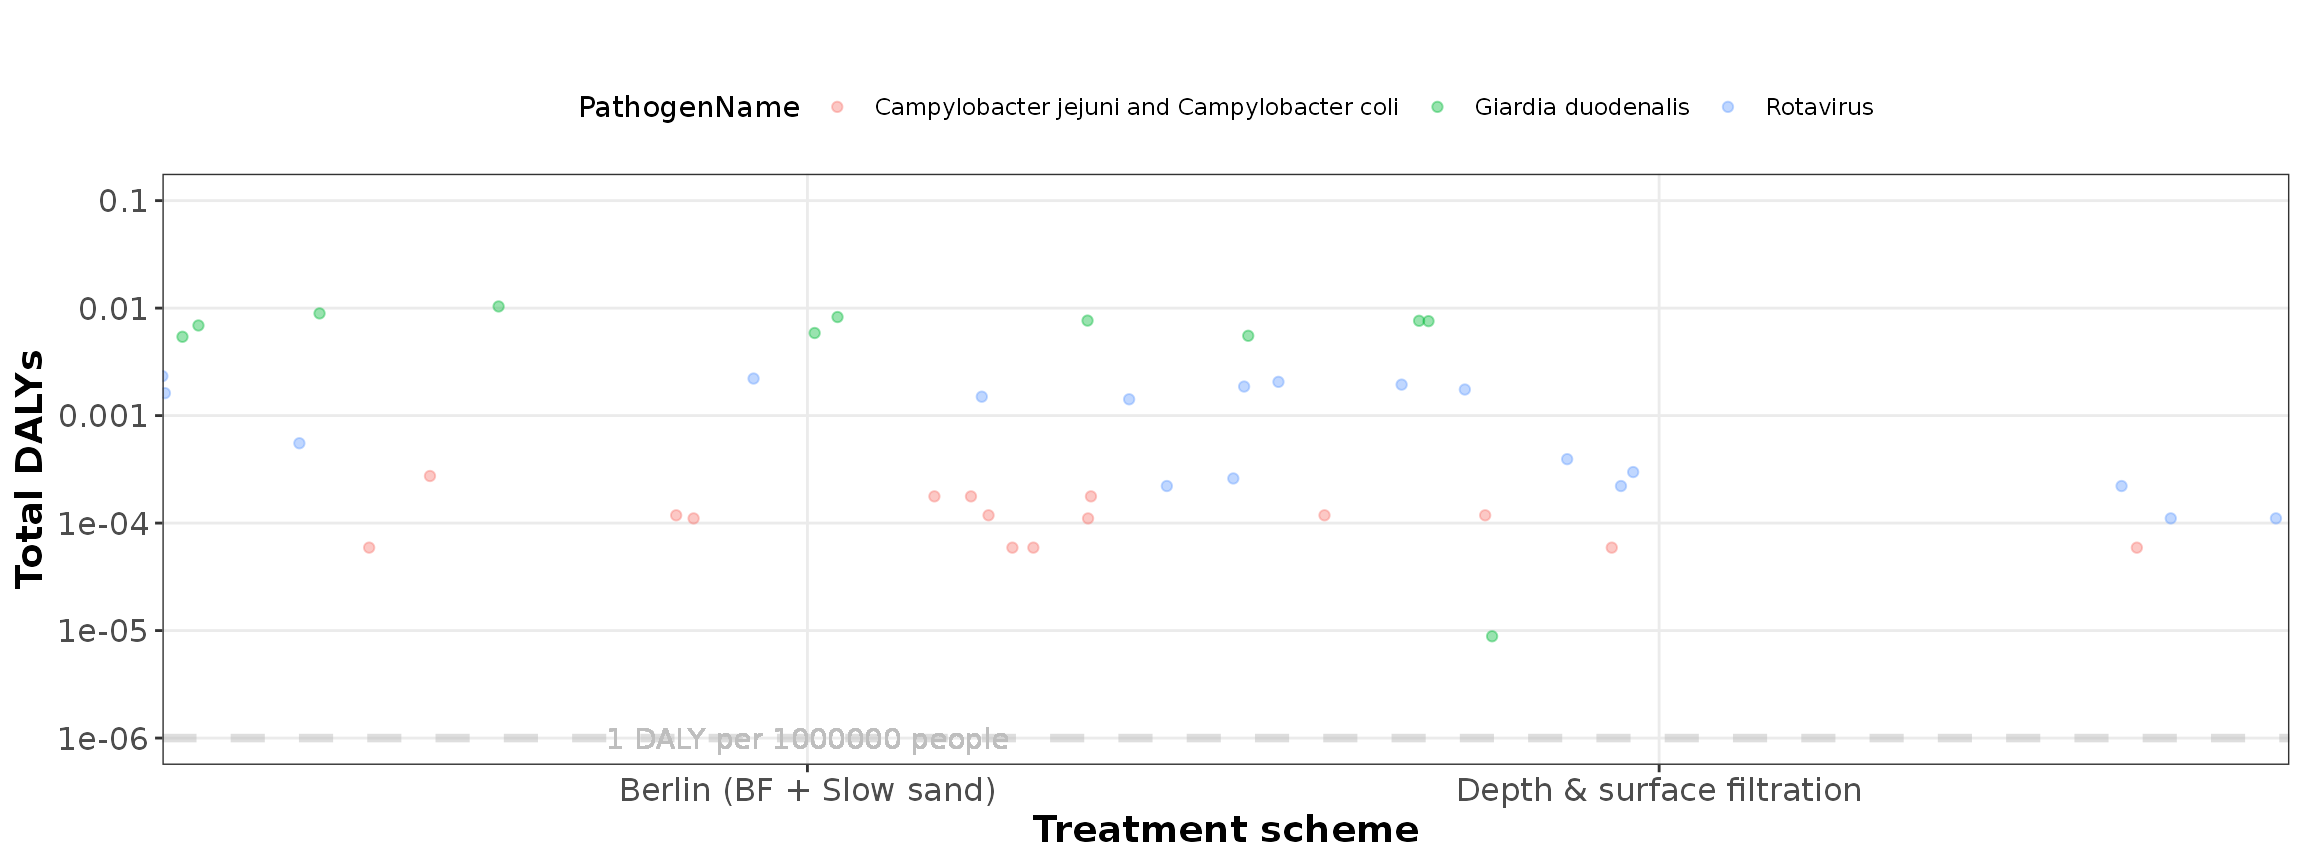 PathogenName Campylobacter jejuni and Campylobacter coli Giardia duodenalis Rotavirus
Total DALYs
0.1
0.01
0.001
1e-04
1e-05
1e-06
1 DALY per 1000000 people
Berlin (BF + Slow sand) Depth & surface filtration
Treatment scheme